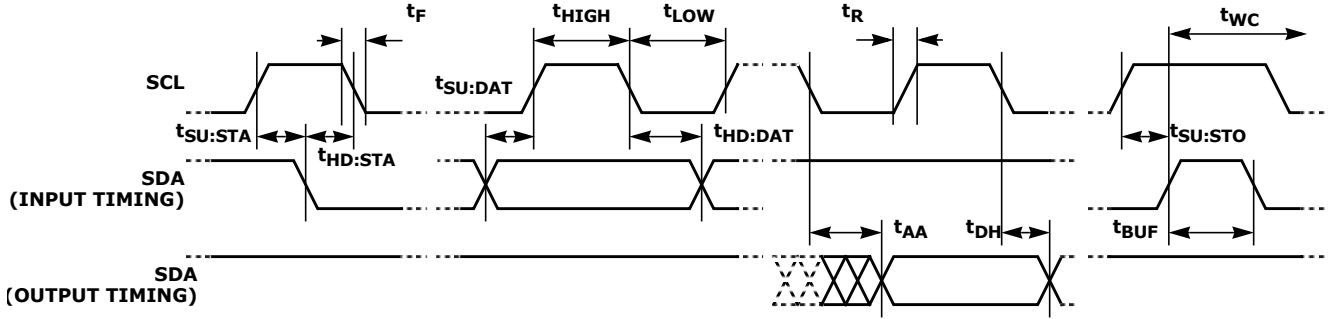 tF
tHIGH
tLOW
tR
tWC
SCL
tSU:DAT
tSU:STA
tHD:STA
tHD:DAT
tSU:STO
SDA
(INPUT TIMING)
tAA
tDH
tBUF
SDA
(OUTPUT TIMING)